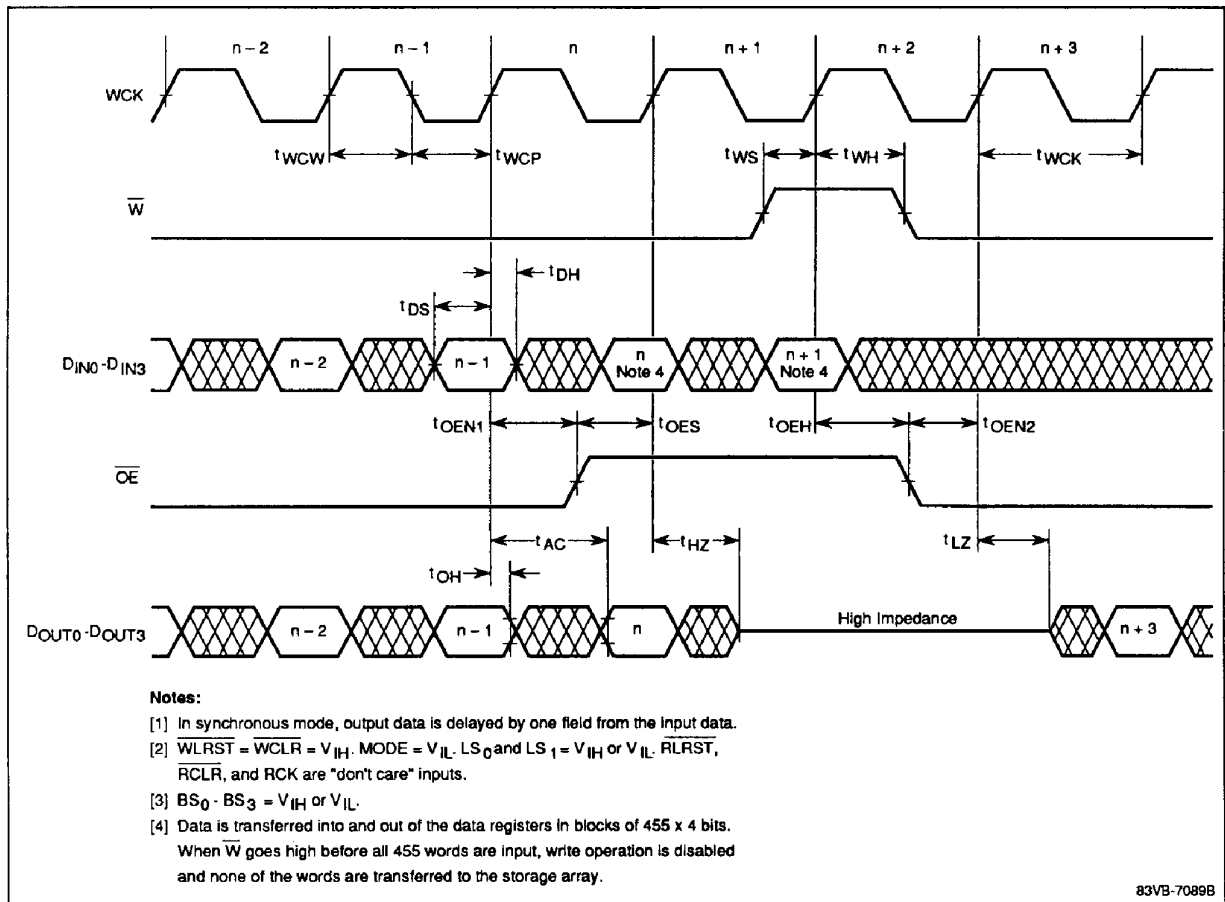 n – 2 n – 1 n n + 1 n + 2 n + 3
WCK
tWCW tWCP tWS tWH tWCK
W̅
tDH
tDS
DIN0-DIN3 n – 2 n – 1 n Note 4 n + 1 Note 4
tOEN1 tOES tOEH tOEN2
O̅E̅
tAC tHZ tLZ
tOH
DOUT0-DOUT3 n – 2 n – 1 n High Impedance n + 3
Notes:
[1] In synchronous mode, output data is delayed by one field from the input data.
[2] W̅L̅R̅S̅T̅ = W̅C̅L̅R̅ = VIH. MODE = VIL. LS0 and LS1 = VIH or VIL. R̅L̅R̅S̅T̅,
R̅C̅L̅R̅, and RCK are "don't care" inputs.
[3] BS0 - BS3 = VIH or VIL.
[4] Data is transferred into and out of the data registers in blocks of 455 x 4 bits.
When W̅ goes high before all 455 words are input, write operation is disabled
and none of the words are transferred to the storage array.
83VB-7089B